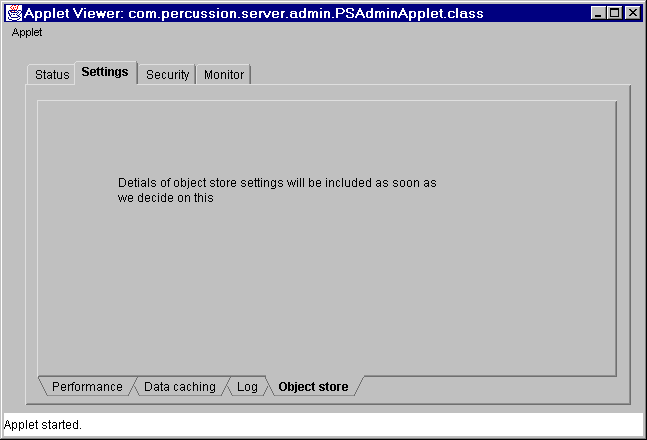 Applet Viewer: com.percussion.server.admin.PSAdminApplet.class
Applet
Status Settings Security Monitor
Detials of object store settings will be included as soon as
we decide on this
Performance Data caching Log Object store
Applet started.